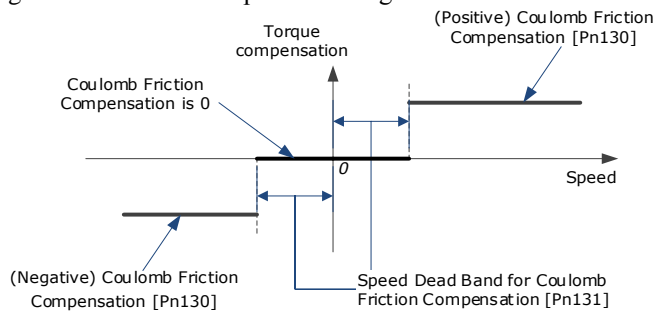 (Positive) Coulomb Friction
Compensation [Pn130]
Torque
compensation
Coulomb Friction
Compensation is 0
0
Speed
(Negative) Coulomb Friction
Compensation [Pn130]
Speed Dead Band for Coulomb
Friction Compensation [Pn131]